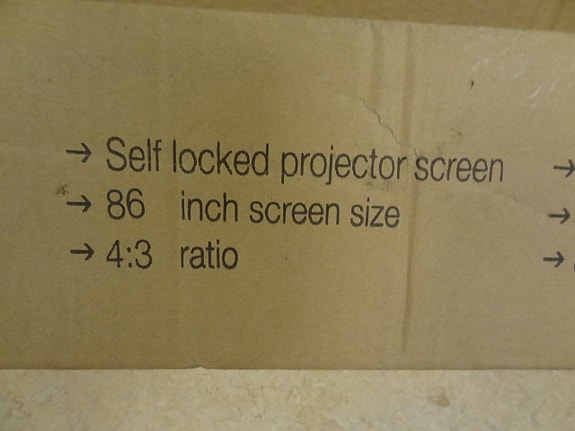 → Self locked projector screen →
→ 86 inch screen size →
→ 4:3 ratio →